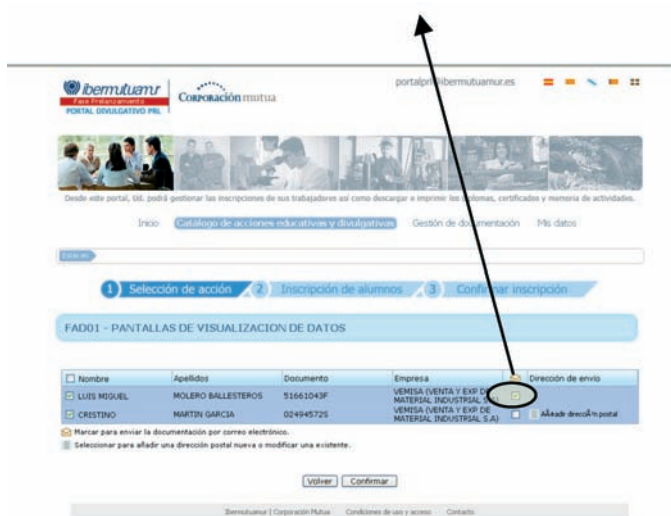 portalprl@ibermutuamur.es
ibermutuamur
Fase Prelanzamiento
PORTAL DIVULGATIVO PRL
CORPORACIÓN mutua
Desde este portal, Ud. podrá gestionar las inscripciones de sus trabajadores así como descargar e imprimir los diplomas, certificados y memoria de actividades.
Inicio Catálogo de acciones educativas y divulgativas Gestión de documentación Mis datos
Estás en:
1 Selección de acción 2 Inscripción de alumnos 3 Confirmar inscripción
FAD01 - PANTALLAS DE VISUALIZACION DE DATOS
Nombre Apellidos Documento Empresa Dirección de envío
LUIS MIGUEL MOLERO BALLESTEROS 51661043F VEMISA (VENTA Y EXP DE
MATERIAL INDUSTRIAL S A)
CRISTINO MARTIN GARCIA 02494572S VEMISA (VENTA Y EXP DE
MATERIAL INDUSTRIAL S A) AÃ±adir direcciÃ³n postal
Marcar para enviar la documentación por correo electrónico.
Seleccionar para añadir una dirección postal nueva o modificar una existente.
Volver Confirmar
Ibermutuamur | Corporación Mutua Condiciones de uso y acceso Contacto